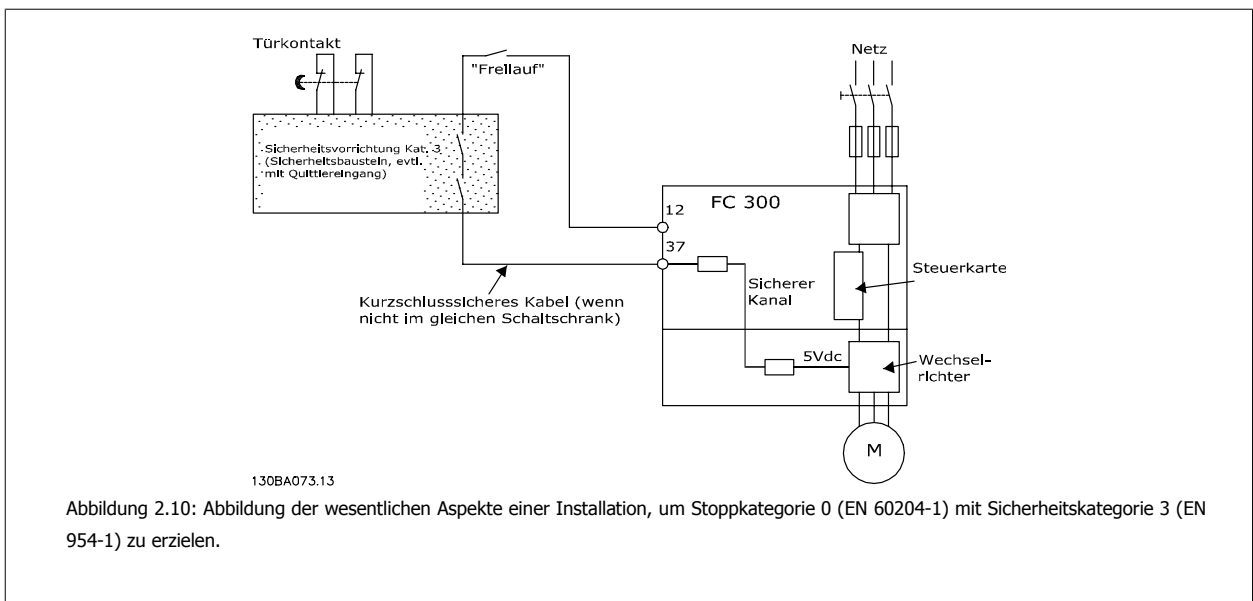 Türkontakt
"Freilauf"
Netz
Sicherheitsvorrichtung Kat. 3
(Sicherheitsbaustein, evtl.
mit Quittiereingang)
12
FC 300
37
Sicherer
Kanal
Steuerkarte
Kurzschlusssicheres Kabel (wenn
nicht im gleichen Schaltschrank)
5Vdc
Wechsel-
richter
M
130BA073.13
Abbildung 2.10: Abbildung der wesentlichen Aspekte einer Installation, um Stoppkategorie 0 (EN 60204-1) mit Sicherheitskategorie 3 (EN
954-1) zu erzielen.